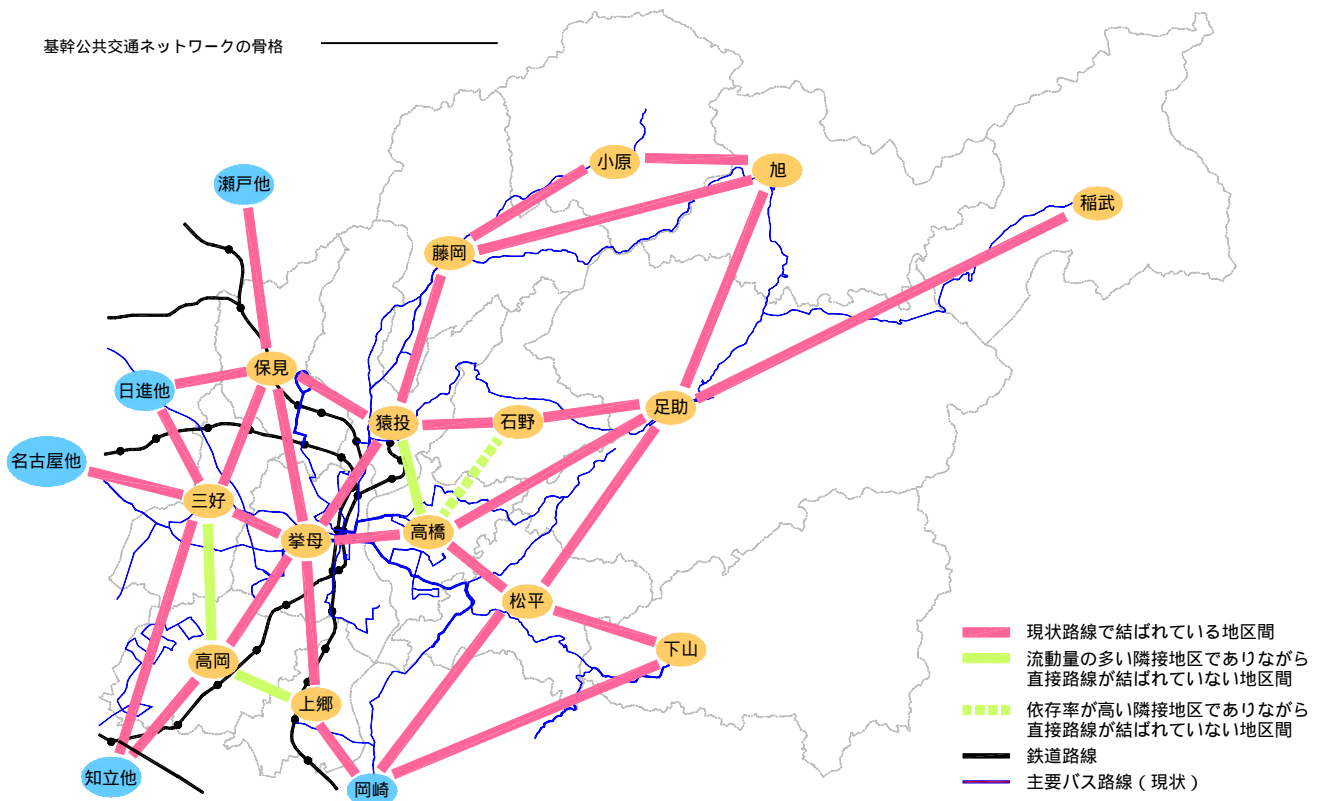 基幹公共交通ネットワークの骨格
小原
旭
瀬戸他
稲武
藤岡
保見
日進他
足助
猿投
石野
名古屋他
三好
挙母
高橋
松平
下山
高岡
上郷
知立他
岡崎
現状路線で結ばれている地区間
流動量の多い隣接地区でありながら
直接路線が結ばれていない地区間
依存率が高い隣接地区でありながら
直接路線が結ばれていない地区間
鉄道路線
主要バス路線(現状)